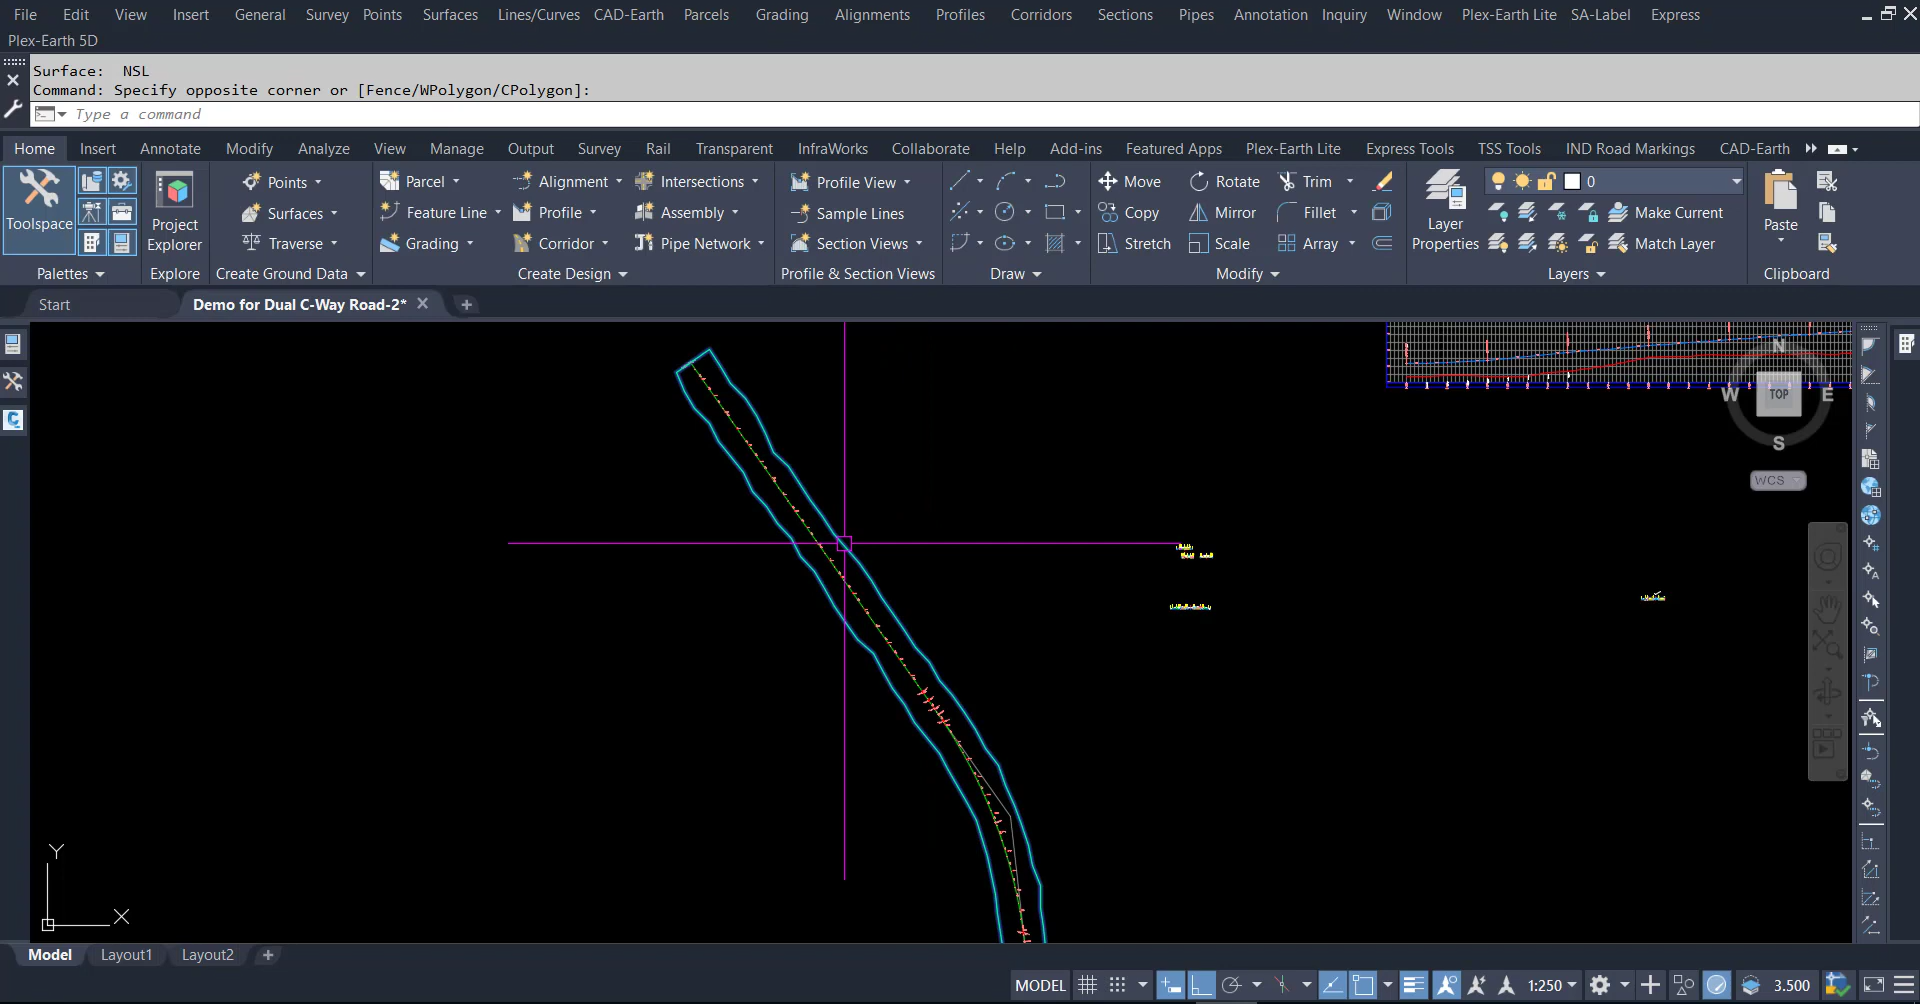 File Edit View Insert General Survey Points Surfaces Lines/Curves CAD-Earth Parcels Grading Alignments Profiles Corridors Sections Pipes Annotation Inquiry Window Plex-Earth Lite SA-Label Express
Plex-Earth 5D
Surface:  NSL
Command: Specify opposite corner or [Fence/WPolygon/CPolygon]:
Type a command
Home Insert Annotate Modify Analyze View Manage Output Survey Rail Transparent InfraWorks Collaborate Help Add-ins Featured Apps Plex-Earth Lite Express Tools TSS Tools IND Road Markings CAD-Earth
Points Parcel Alignment Intersections Profile View Move Rotate Trim 0
Toolspace Project Explorer Surfaces Feature Line Profile Assembly Sample Lines Copy Mirror Fillet Layer Properties Make Current Paste
Traverse Grading Corridor Pipe Network Section Views Stretch Scale Array Match Layer
Palettes Explore Create Ground Data Create Design Profile & Section Views Draw Modify Layers Clipboard
Start Demo for Dual C-Way Road-2*
N
W TOP E
S
WCS
Y
X
Model Layout1 Layout2
MODEL 1:250 3.500